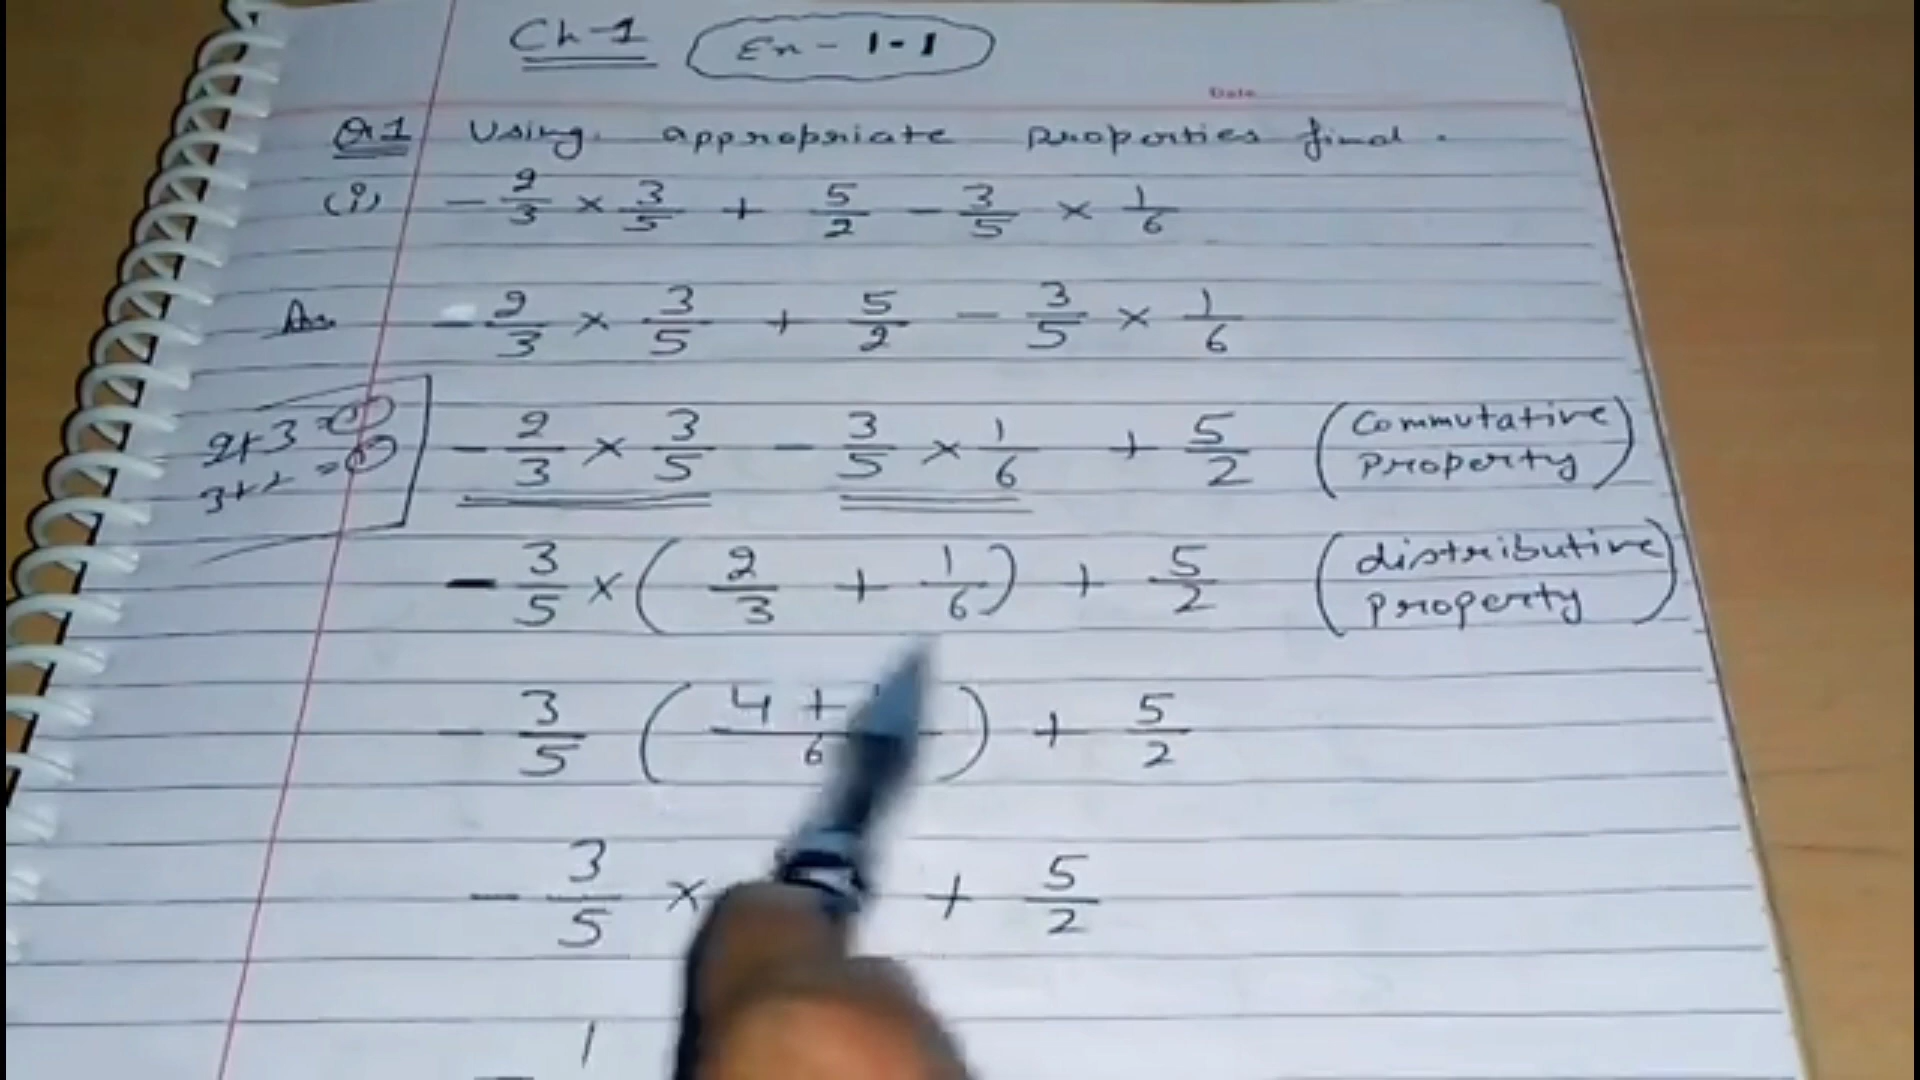 Ch-1 Ex - 1.1
Date
Q1 Using appropriate properties find.
(i) - 2/3 × 3/5 + 5/2 - 3/5 × 1/6
Ans - 2/3 × 3/5 + 5/2 - 3/5 × 1/6
2+3 =
- 2/3 × 3/5 - 3/5 × 1/6 + 5/2 (Commutative Property)
- 3/5 × ( 2/3 + 1/6 ) + 5/2 (distributive Property)
- 3/5 ( 4 + /6 ) + 5/2
- 3/5 × + 5/2
- 1